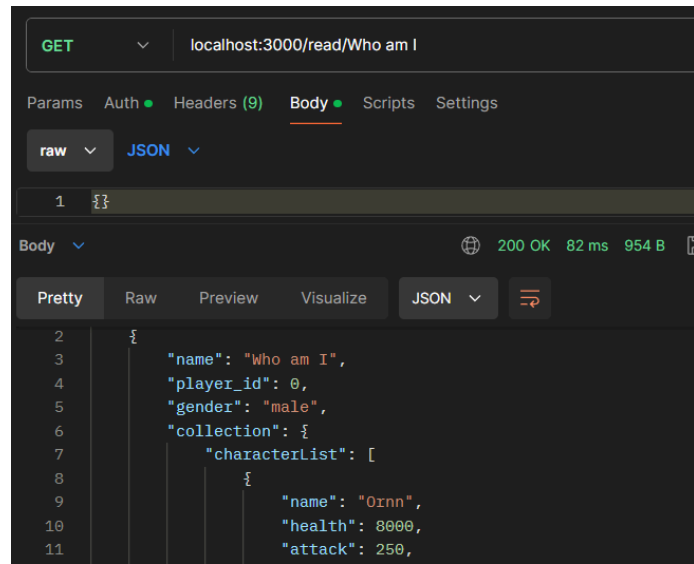 GET localhost:3000/read/Who am I
Params Auth Headers (9) Body Scripts Settings
raw JSON
1 {}
Body 200 OK 82 ms 954 B
Pretty Raw Preview Visualize JSON
2 {
3 "name": "Who am I",
4 "player_id": 0,
5 "gender": "male",
6 "collection": {
7 "characterList": [
8 {
9 "name": "Ornn",
10 "health": 8000,
11 "attack": 250,